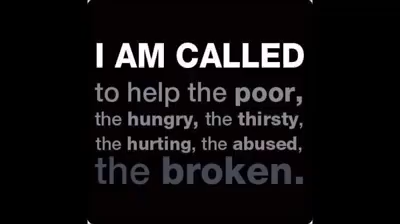 I AM CALLED
to help the poor,
the hungry, the thirsty,
the hurting, the abused,
the broken.